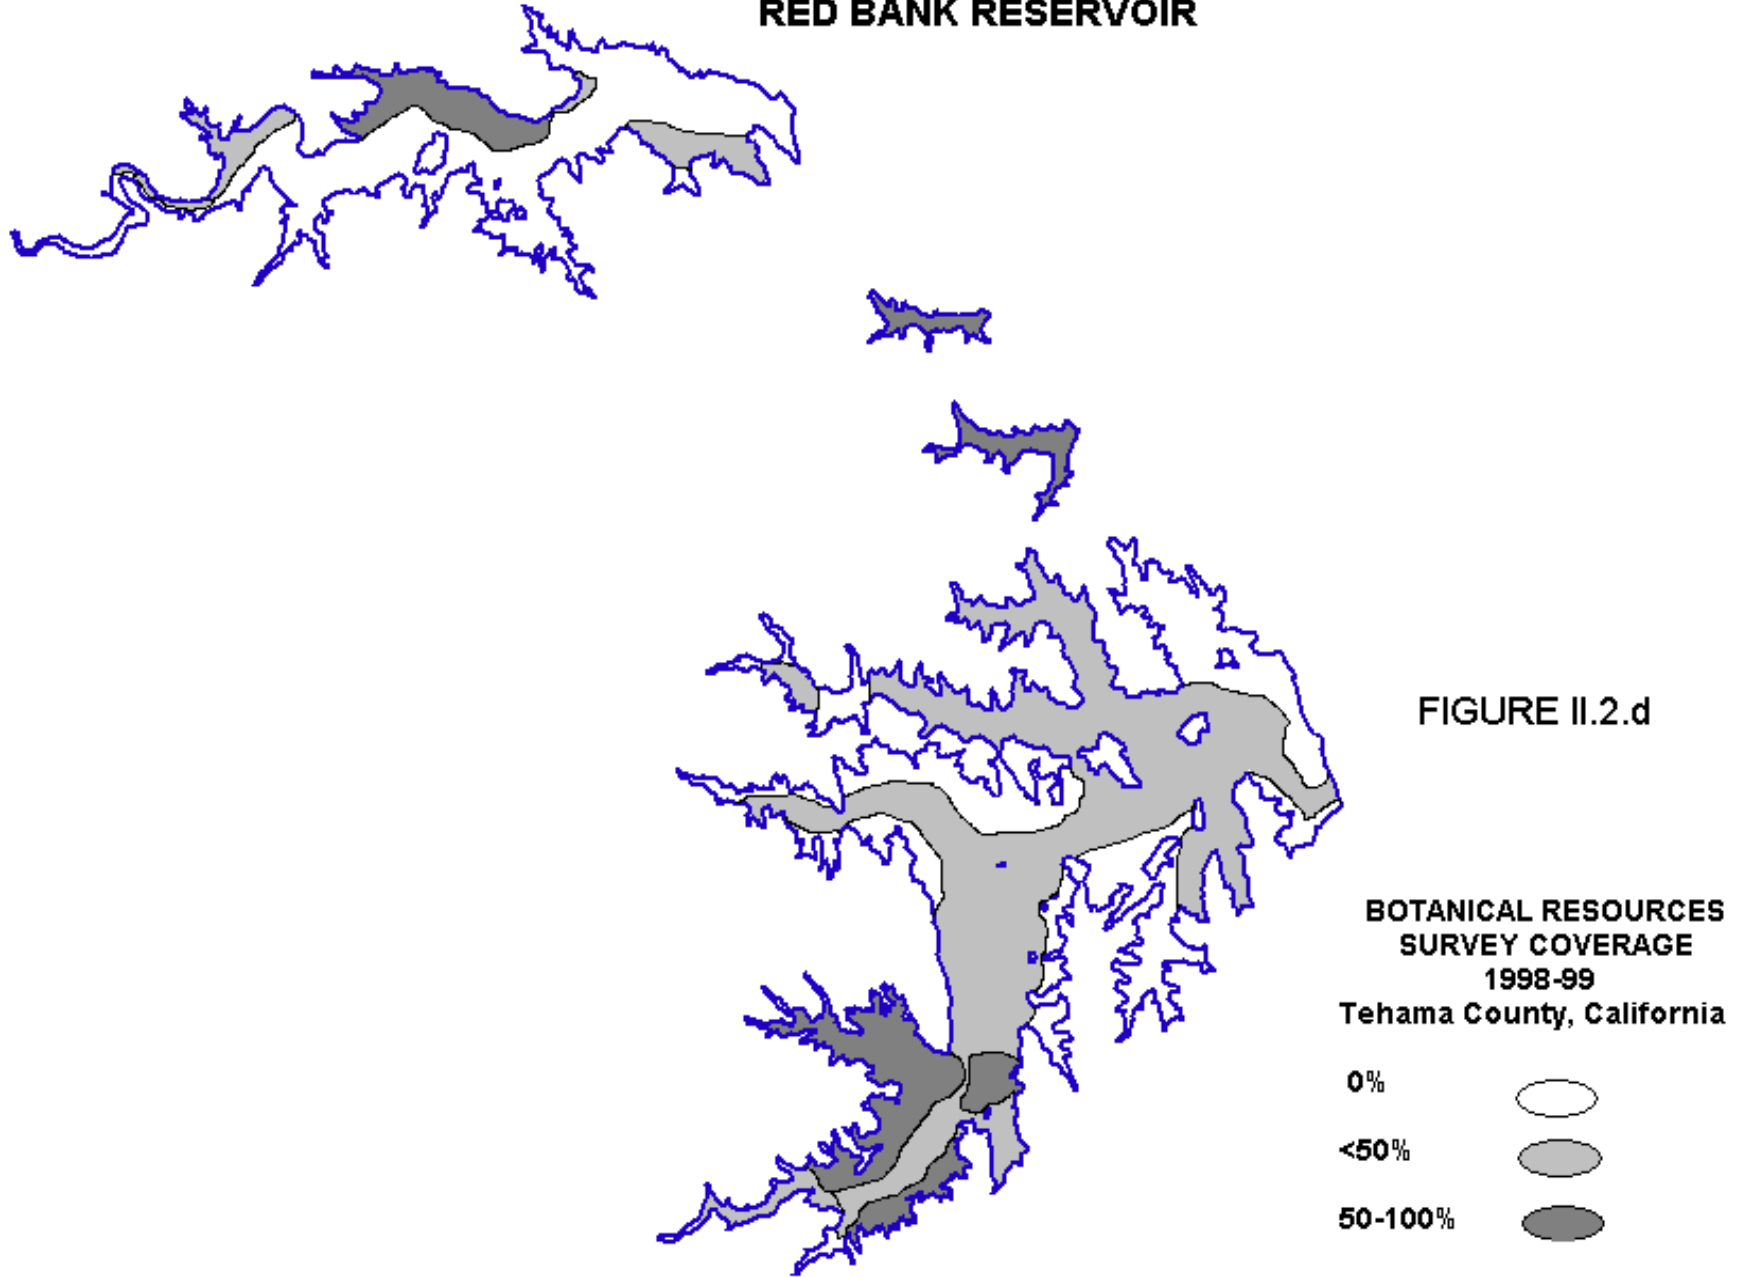 RED BANK RESERVOIR
FIGURE II.2.d
BOTANICAL RESOURCES
SURVEY COVERAGE
1998-99
Tehama County, California
0%
<50%
50-100%